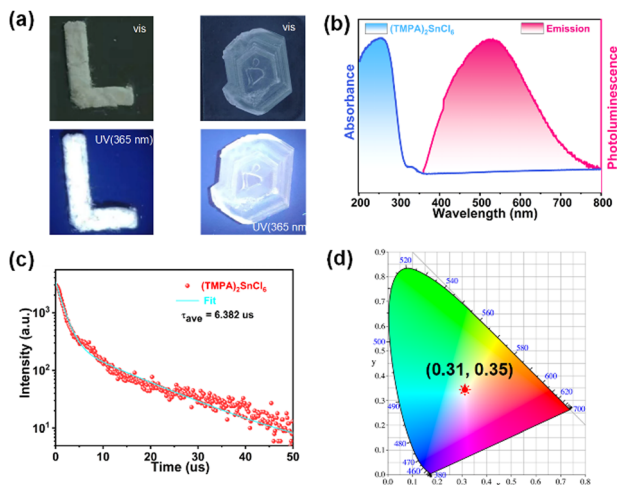 (a)
vis
vis
UV(365 nm)
UV(365 nm)
(b)
(TMPA)₂SnCl₆
Emission
Absorbance
Photoluminescence
200 300 400 500 600 700 800
Wavelength (nm)
(c)
(TMPA)₂SnCl₆
Fit
τave = 6.382 us
Intensity (a.u.)
10³
10²
10¹
0 10 20 30 40 50
Time (us)
(d)
0.9
0.8
0.7
0.6
0.5
0.4
0.3
0.2
0.1
0.0
y
520
540
560
500
580
(0.31, 0.35)
600
620
700
490
480
470
460
380
0.0 0.1 0.2 0.3 0.4 0.5 0.6 0.7 0.8